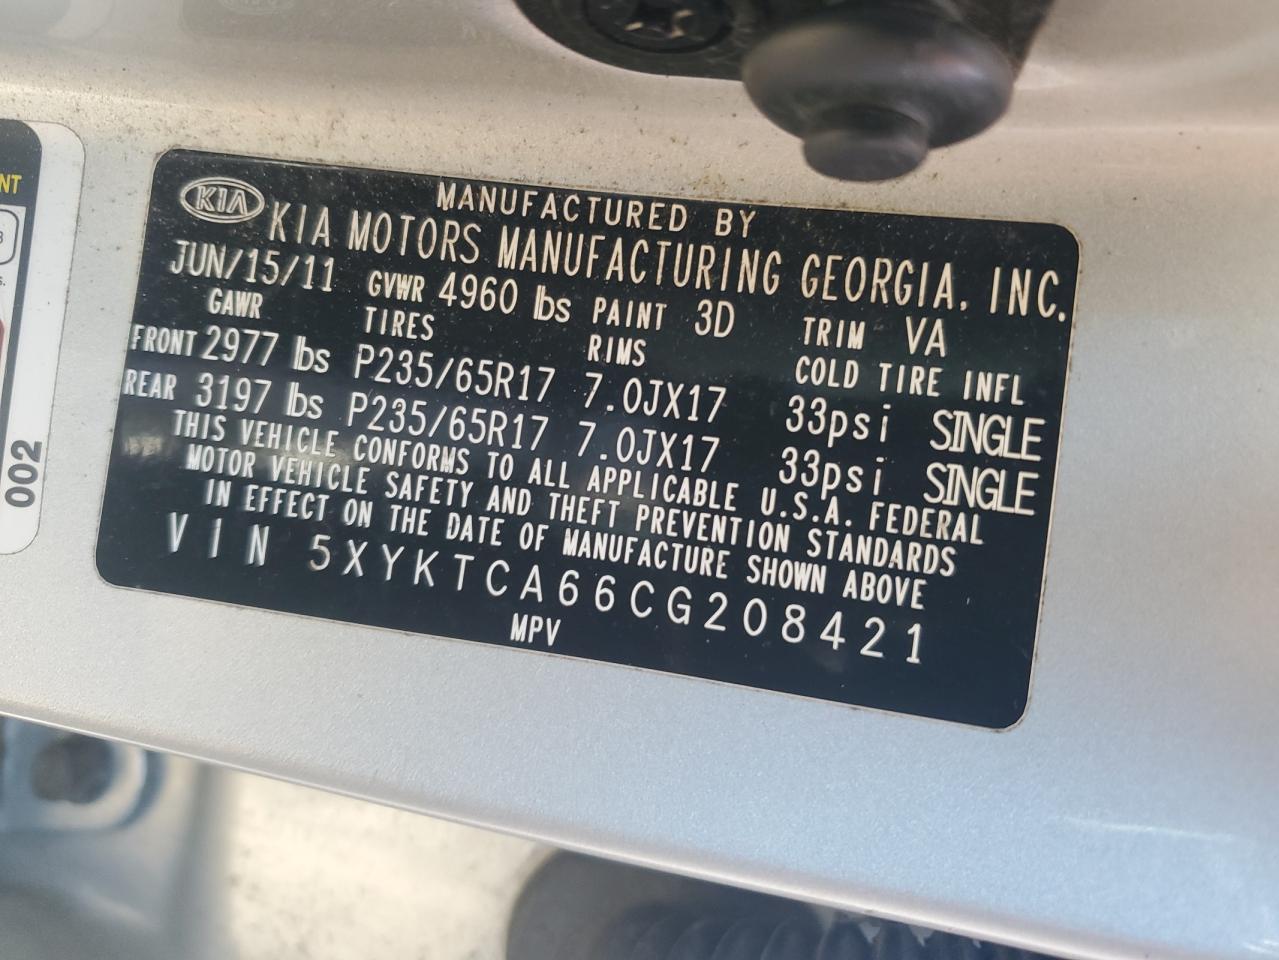 KIA
MANUFACTURED BY
KIA MOTORS MANUFACTURING GEORGIA, INC.
JUN/15/11 GVWR 4960 lbs PAINT 3D TRIM VA
GAWR TIRES RIMS COLD TIRE INFL
FRONT 2977 lbs P235/65R17 7.0JX17 33psi SINGLE
REAR 3197 lbs P235/65R17 7.0JX17 33psi SINGLE
THIS VEHICLE CONFORMS TO ALL APPLICABLE U.S.A. FEDERAL
MOTOR VEHICLE SAFETY AND THEFT PREVENTION STANDARDS
IN EFFECT ON THE DATE OF MANUFACTURE SHOWN ABOVE
VIN 5XYKTCA66CG208421
MPV
002